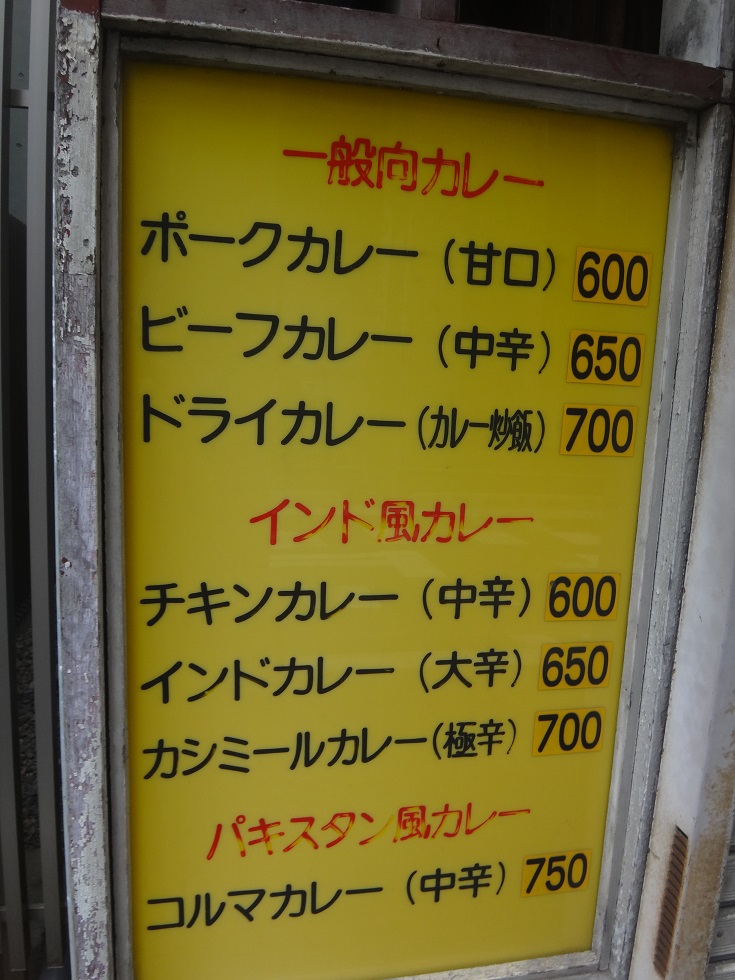 一般向カレー
ポークカレー（甘口）600
ビーフカレー（中辛）650
ドライカレー（カレー炒飯）700
インド風カレー
チキンカレー（中辛）600
インドカレー（大辛）650
カシミールカレー（極辛）700
パキスタン風カレー
コルマカレー（中辛）750